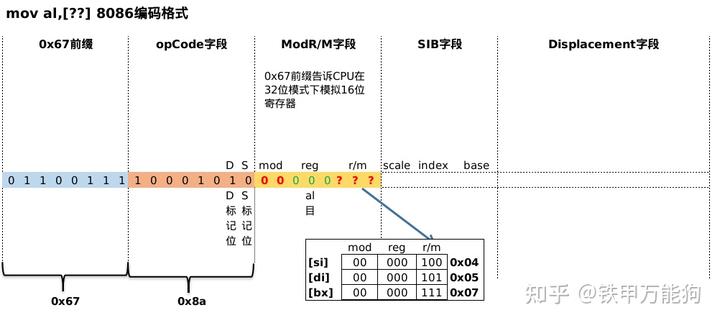 mov al,[??] 8086编码格式
0x67前缀 opCode字段 ModR/M字段 SIB字段 Displacement字段
0x67前缀告诉CPU在
32位模式下模拟16位
寄存器
D S mod reg r/m scale index base
0 1 1 0 0 1 1 1 1 0 0 0 1 0 1 0 0 0 0 0 0 ? ? ?
D S al
标 标 目
记 记
位 位
mod reg r/m
[si] 00 000 100 0x04
[di] 00 000 101 0x05
[bx] 00 000 111 0x07
0x67 0x8a
知乎 @铁甲万能狗